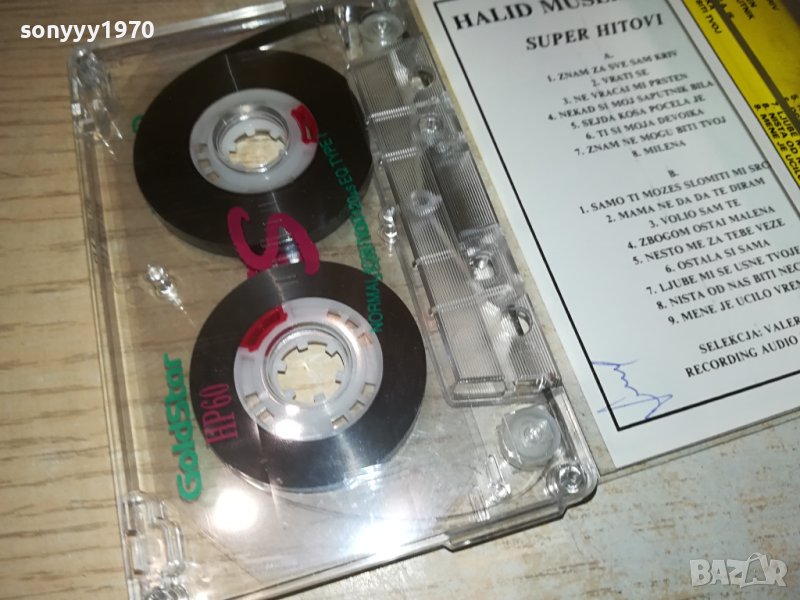 sonyyy1970
HALID
SUPER HITOVI
A.
1. ZNAM ZA SVE SAM KRIV
2. VRATI SE
3. NE VRACAJ MI PRSTEN
4. NEKAD SI MOJ SAPUTNIK BILA
5. SEJDA KOSA POCELA JE
6. TI SI MOJA DEVOJKA
7. ZNAM NE MOGU BITI TVOJ
8. MILENA
B.
1. SAMO TI MOZES SLOMITI MI SRC
2. MAMA NE DA DA TE DIRAM
3. VOLIO SAM TE
4. ZBOGOM OSTAJ MALENA
5. NESTO ME ZA TEBE VEZE
6. OSTALA SI SAMA
7. LJUBE MI SE USNE TVOJE
8. NISTA OD NAS BITI NEC
9. MENE JE UCILO VREM
SELEKCJA: VALER
RECORDING AUDIO
GoldStar
HP60
S
BAZAR